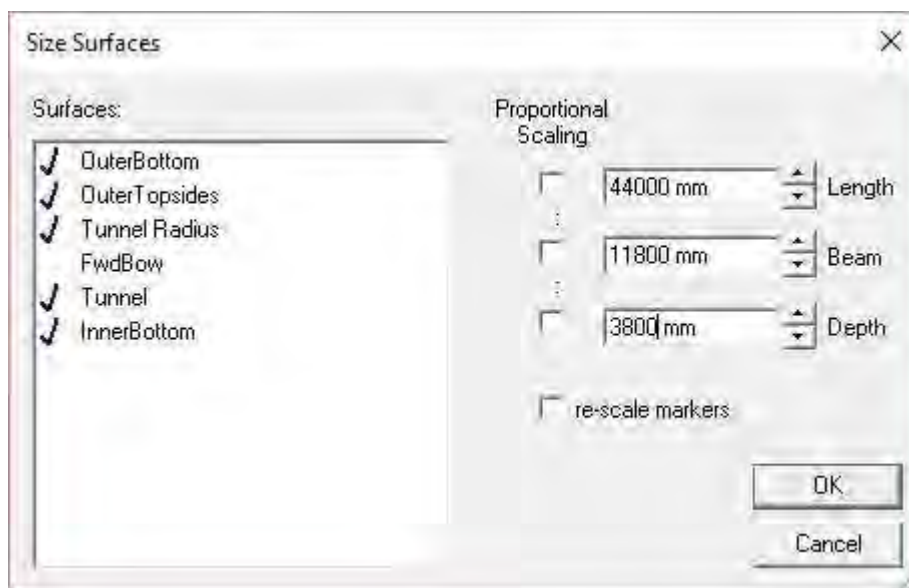 Size Surfaces
Surfaces:
OuterBottom
OuterTopsides
Tunnel Radius
FwdBow
Tunnel
InnerBottom
Proportional
Scaling
44000 mm Length
11800 mm Beam
3800 mm Depth
re-scale markers
OK
Cancel